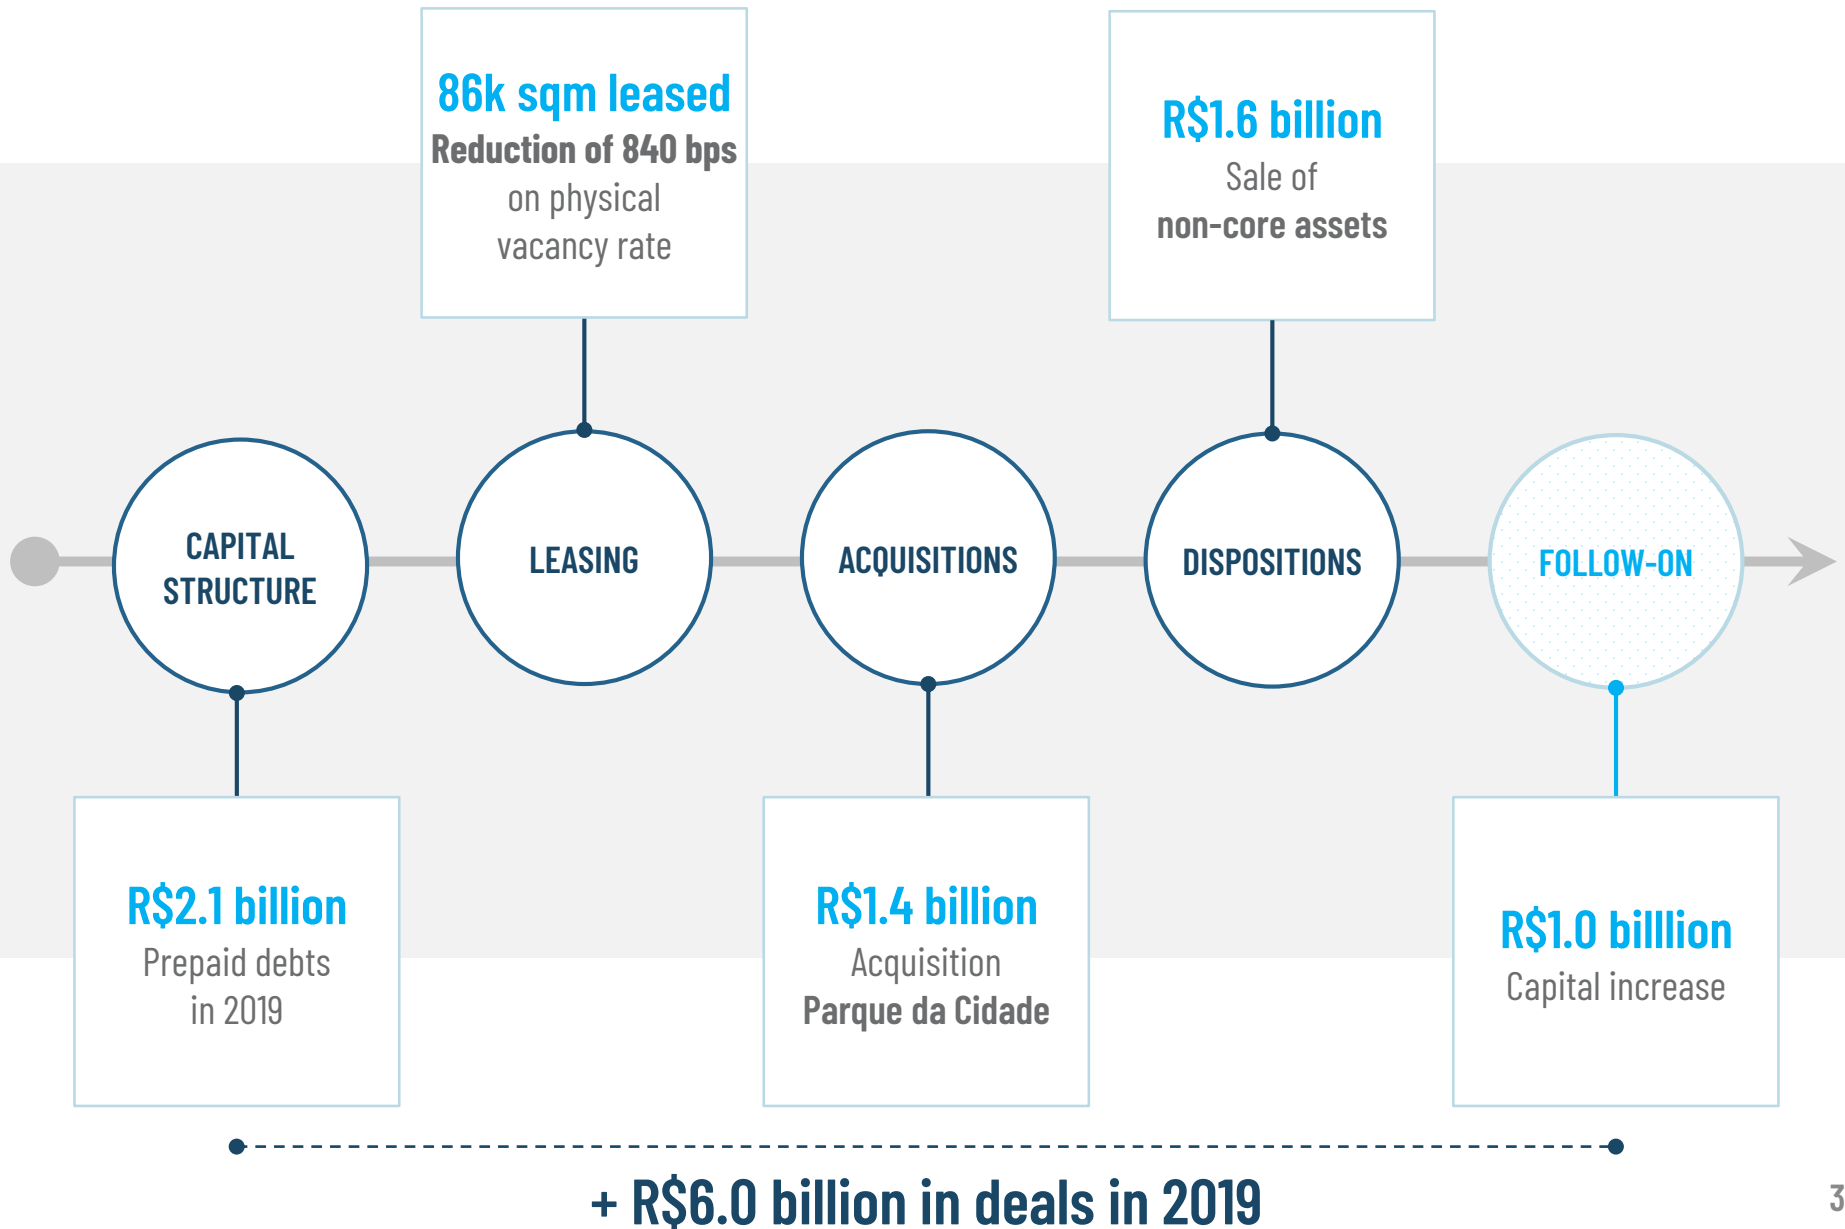 86k sqm leased
Reduction of 840 bps
on physical
vacancy rate
R$1.6 billion
Sale of
non-core assets
CAPITAL
STRUCTURE
LEASING
ACQUISITIONS
DISPOSITIONS
FOLLOW-ON
R$2.1 billion
Prepaid debts
in 2019
R$1.4 billion
Acquisition
Parque da Cidade
R$1.0 billlion
Capital increase
+ R$6.0 billion in deals in 2019
3